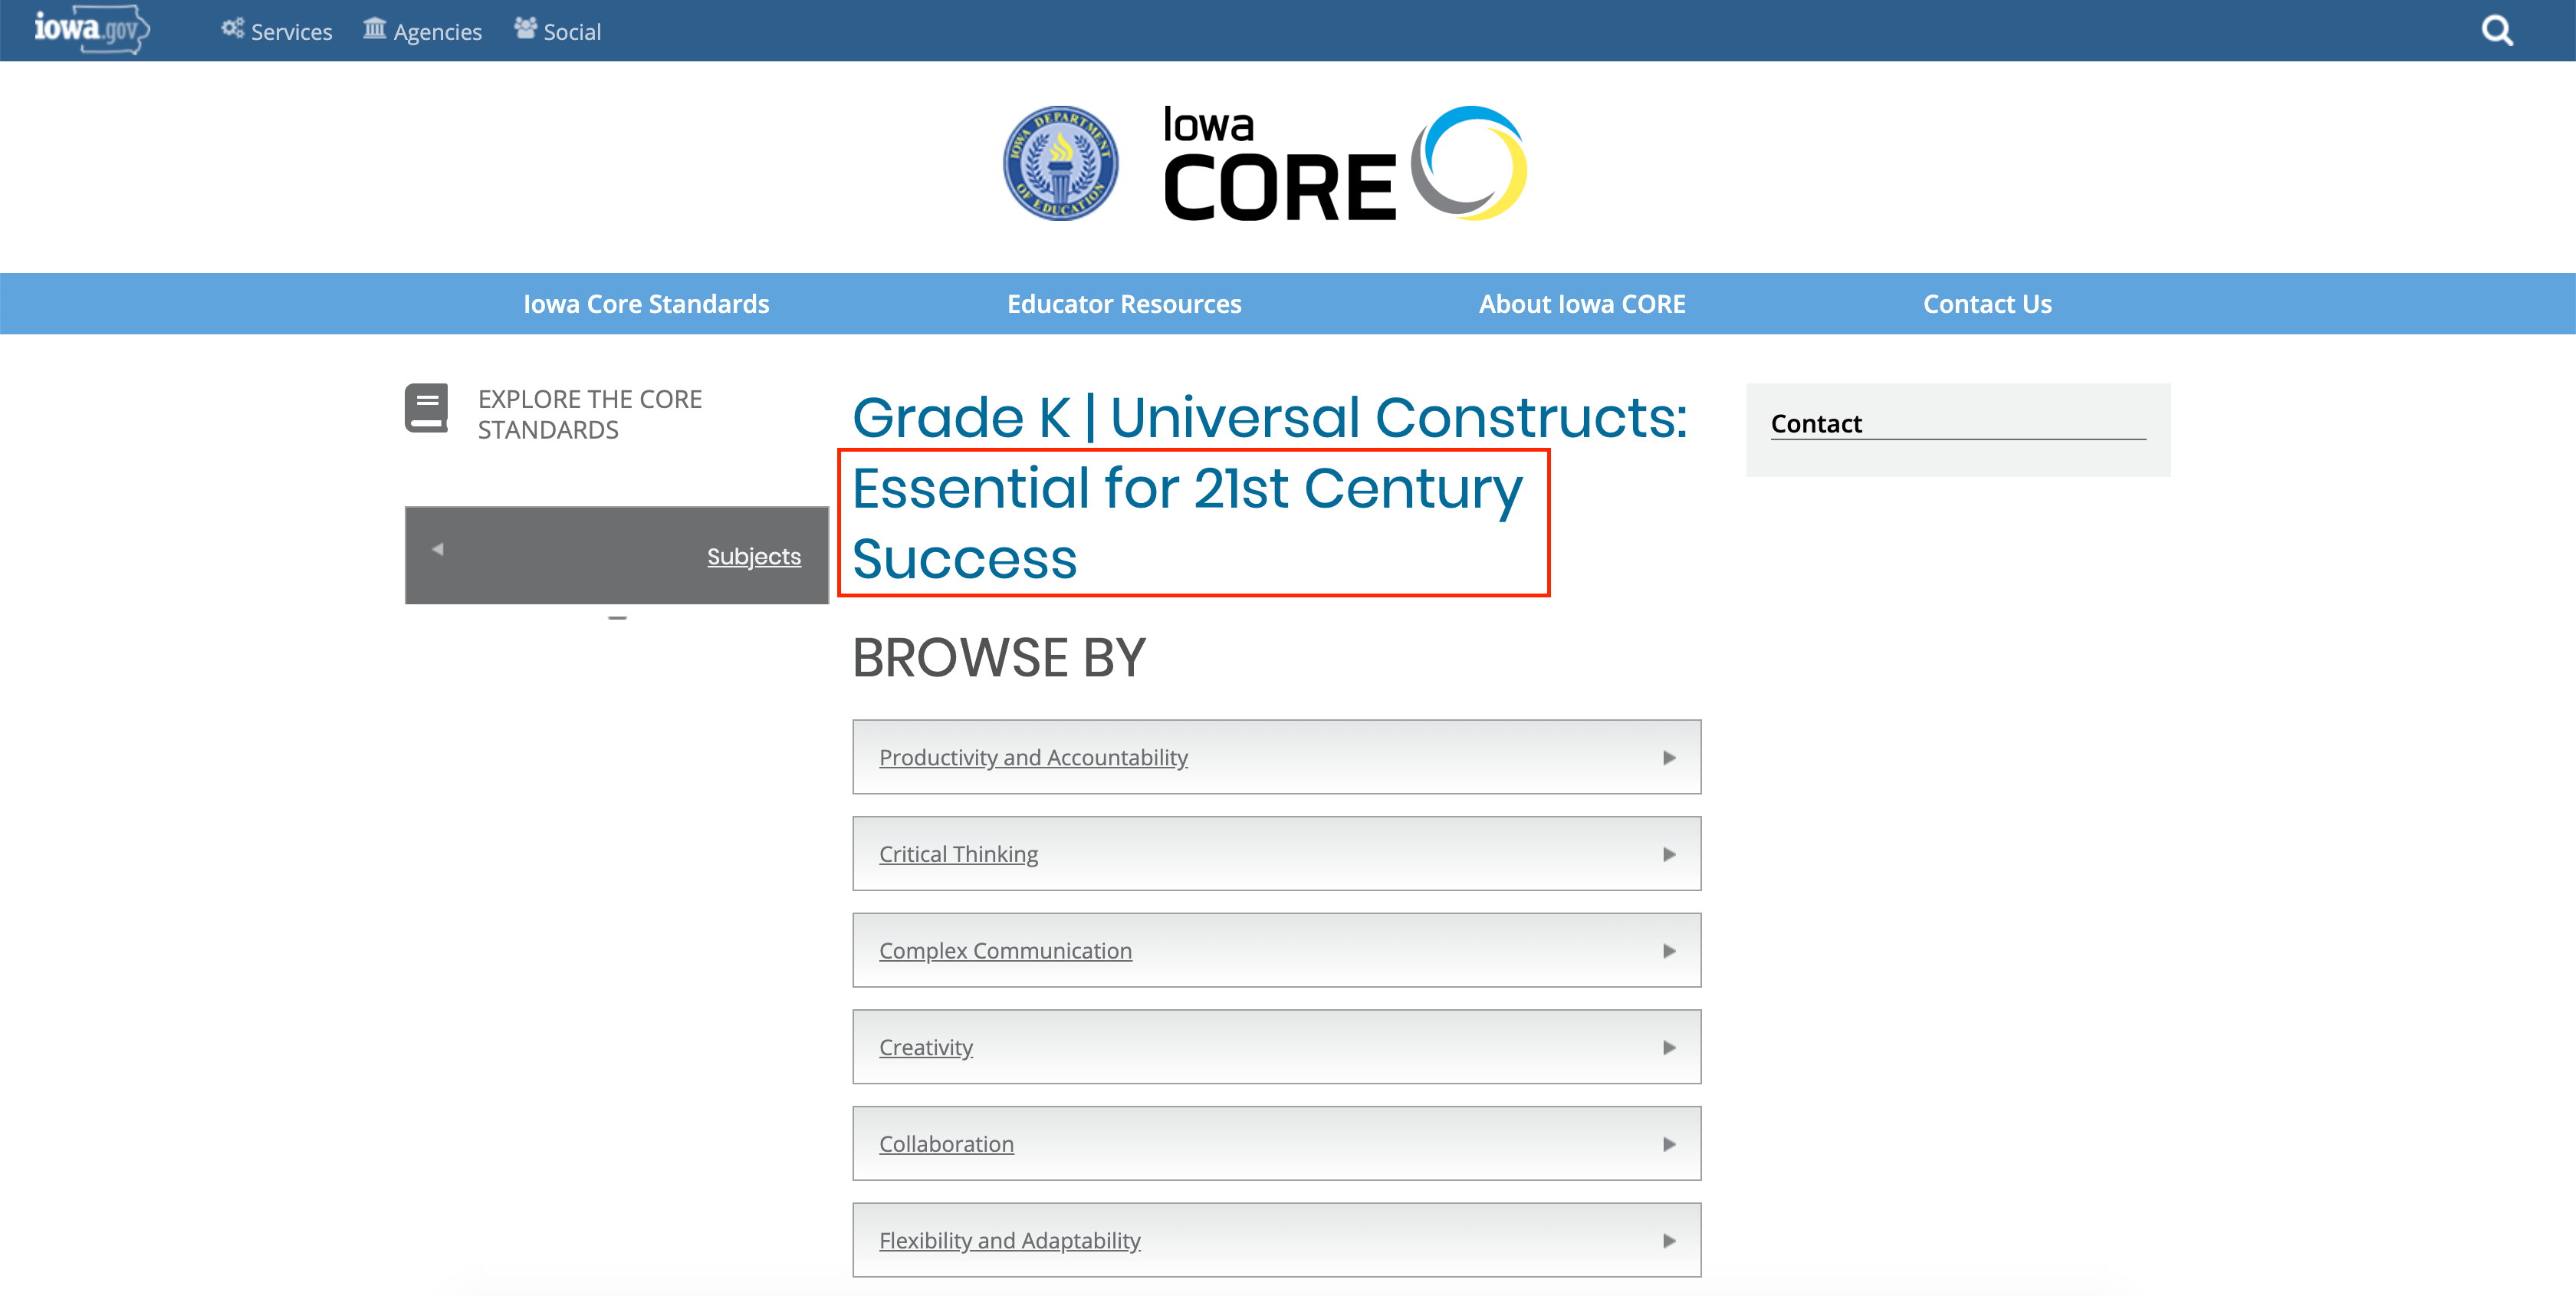 iowa.gov
Services
Agencies
Social
IOWA DEPARTMENT
OF EDUCATION
Iowa
CORE
Iowa Core Standards
Educator Resources
About Iowa CORE
Contact Us
EXPLORE THE CORE
STANDARDS
Subjects
Grade K | Universal Constructs:
Essential for 21st Century
Success
BROWSE BY
Productivity and Accountability
Critical Thinking
Complex Communication
Creativity
Collaboration
Flexibility and Adaptability
Contact